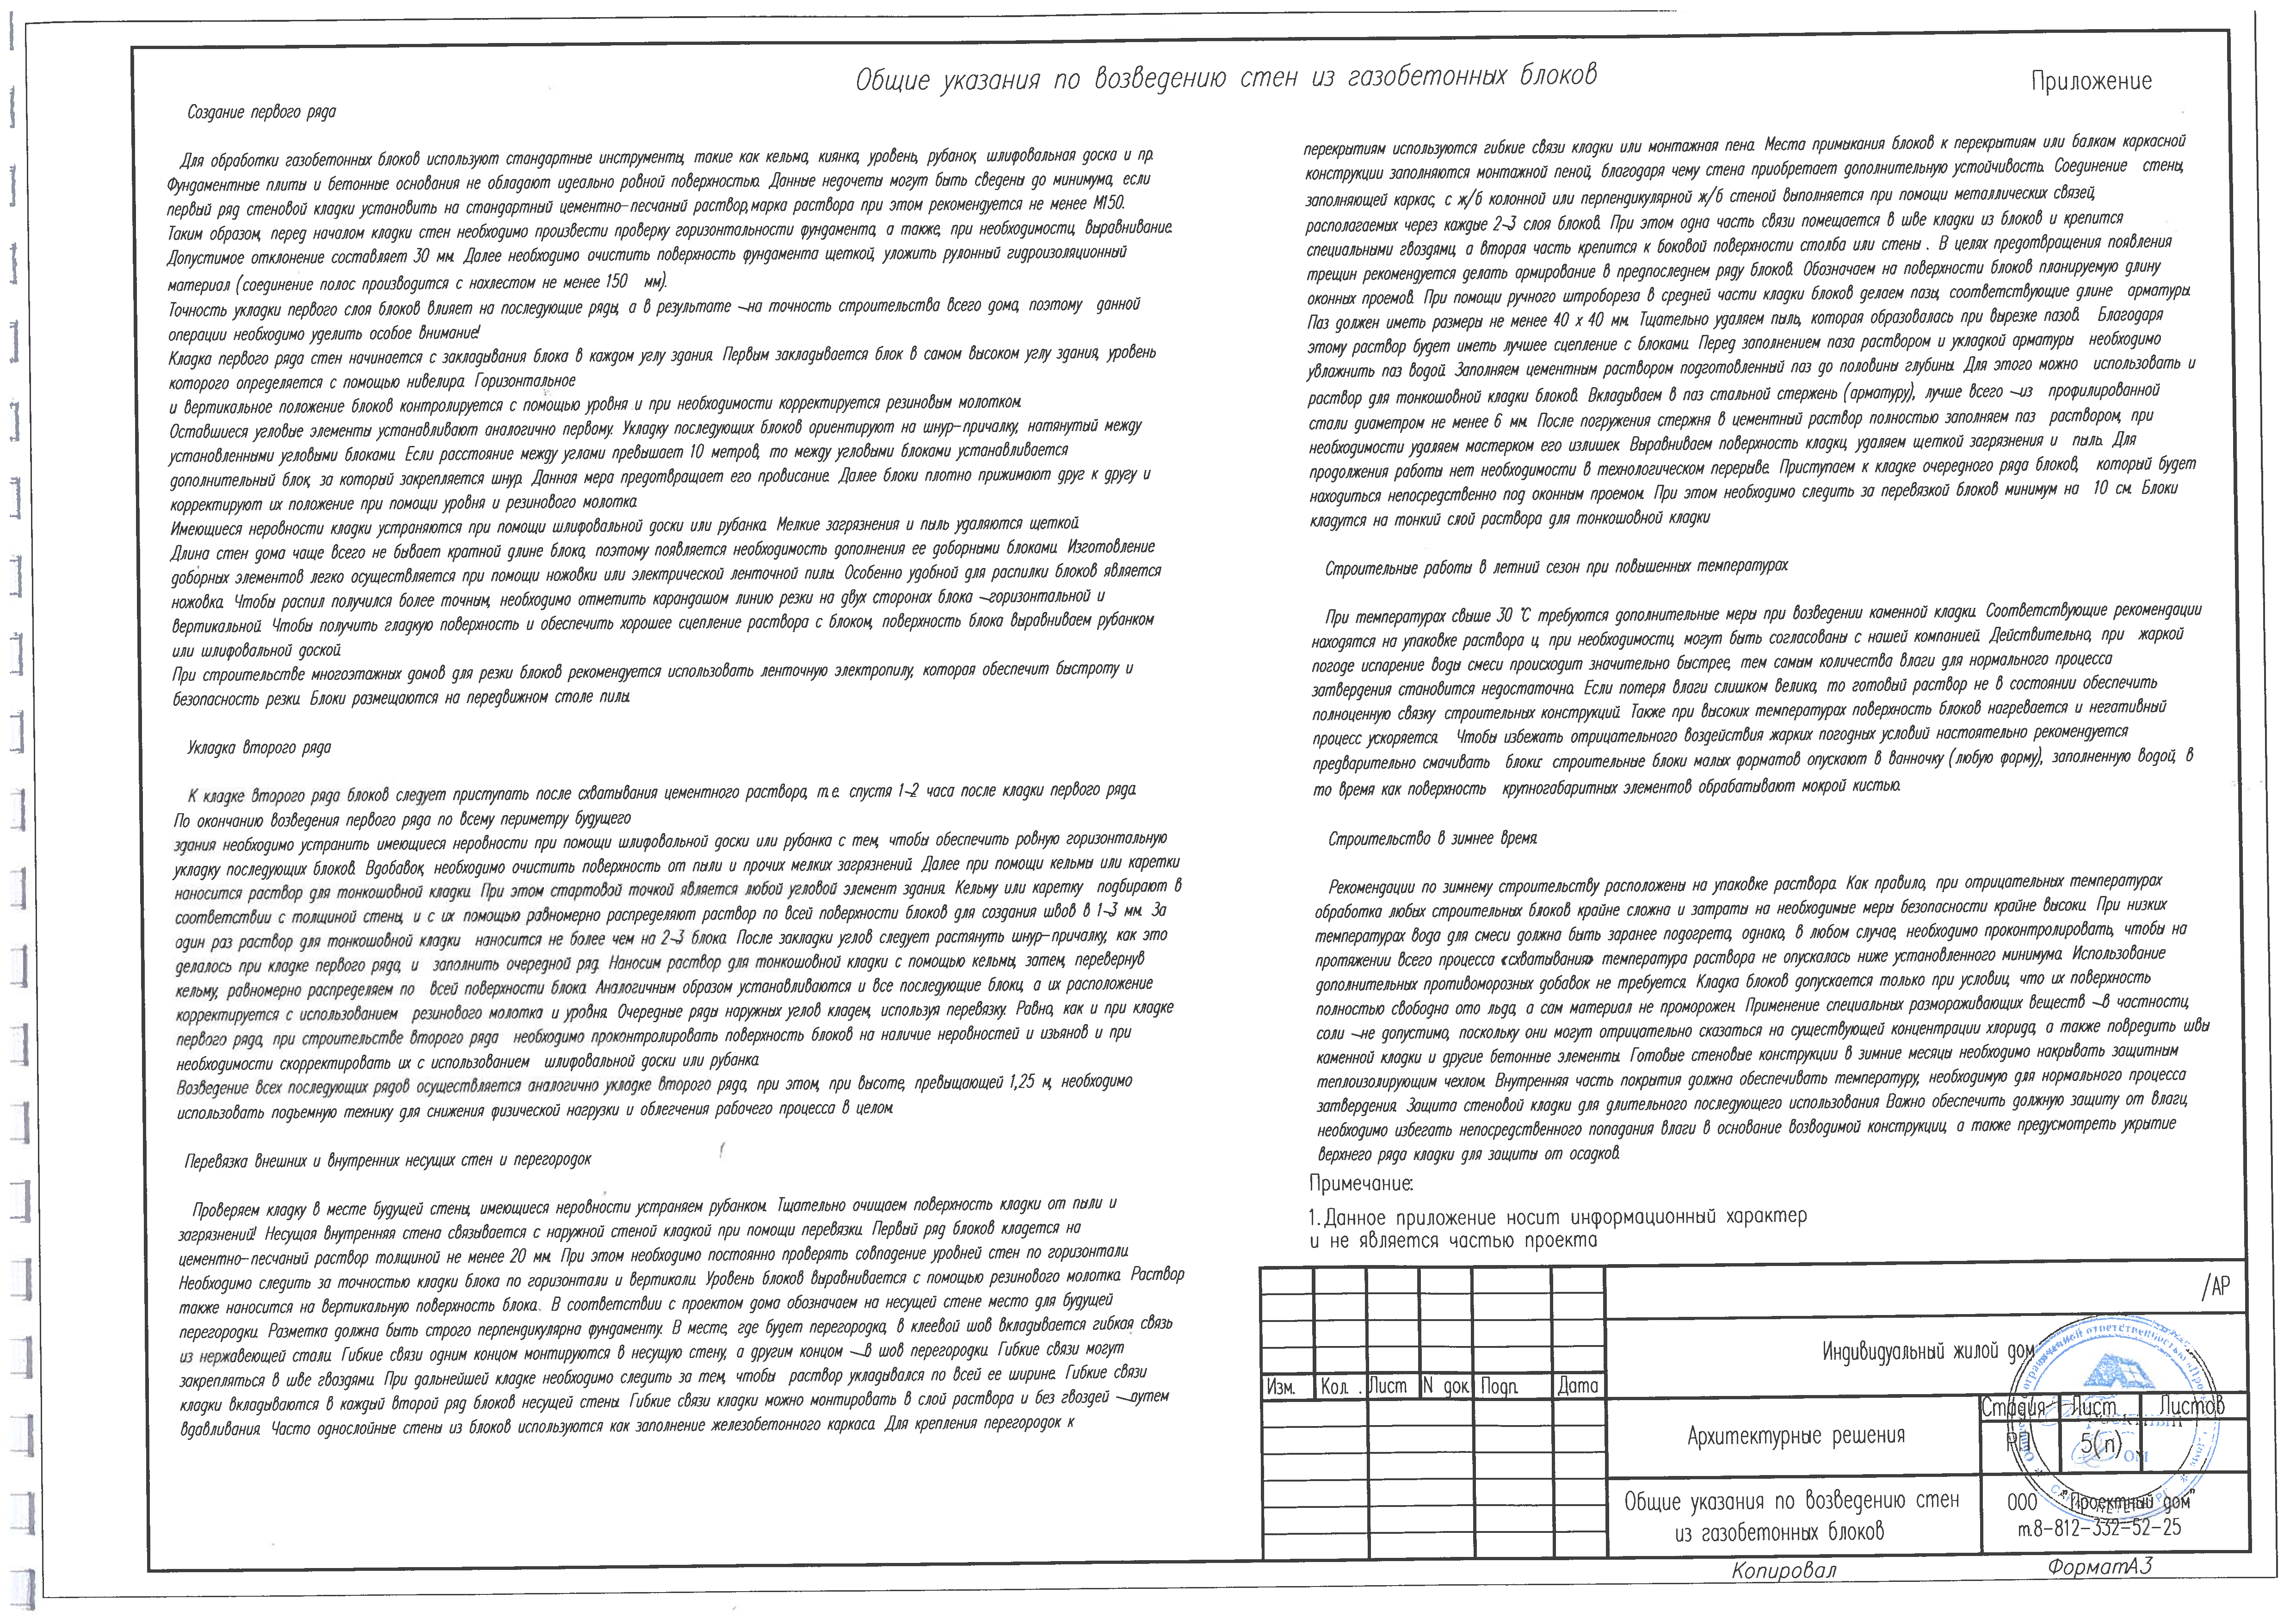 Общие указания по возведению стен из газобетонных блоков
Приложение
Создание первого ряда
Для обработки газобетонных блоков используют стандартные инструменты, такие как кельма, киянка, уровень, рубанок, шлифовальная доска и пр.
Фундаментные плиты и бетонные основания не обладают идеально ровной поверхностью. Данные недочеты могут быть сведены до минимума, если
первый ряд стеновой кладки установить на стандартный цементно-песчаный раствор,марка раствора при этом рекомендуется не менее М150.
Таким образом, перед началом кладки стен необходимо произвести проверку горизонтальности фундамента, а также, при необходимости, выравнивание.
Допустимое отклонение составляет 30 мм. Далее необходимо очистить поверхность фундамента щеткой, уложить рулонный гидроизоляционный
материал (соединение полос производится с нахлестом не менее 150 мм).
Точность укладки первого слоя блоков влияет на последующие ряды, а в результате –на точность строительства всего дома, поэтому данной
операции необходимо уделить особое внимание!
Кладка первого ряда стен начинается с закладывания блока в каждом углу здания. Первым закладывается блок в самом высоком углу здания, уровень
которого определяется с помощью нивелира. Горизонтальное
и вертикальное положение блоков контролируется с помощью уровня и при необходимости корректируется резиновым молотком.
Оставшиеся угловые элементы устанавливают аналогично первому. Укладку последующих блоков ориентируют на шнур-причалку, натянутый между
установленными угловыми блоками. Если расстояние между углами превышает 10 метров, то между угловыми блоками устанавливается
дополнительный блок, за который закрепляется шнур. Данная мера предотвращает его провисание. Далее блоки плотно прижимают друг к другу и
корректируют их положение при помощи уровня и резинового молотка.
Имеющиеся неровности кладки устраняются при помощи шлифовальной доски или рубанка. Мелкие загрязнения и пыль удаляются щеткой.
Длина стен дома чаще всего не бывает кратной длине блока, поэтому появляется необходимость дополнения ее доборными блоками. Изготовление
доборных элементов легко осуществляется при помощи ножовки или электрической ленточной пилы. Особенно удобной для распилки блоков является
ножовка. Чтобы распил получился более точным, необходимо отметить карандашом линию резки на двух сторонах блока –горизонтальной и
вертикальной. Чтобы получить гладкую поверхность и обеспечить хорошее сцепление раствора с блоком, поверхность блока выравниваем рубанком
или шлифовальной доской.
При строительстве многоэтажных домов для резки блоков рекомендуется использовать ленточную электропилу, которая обеспечит быстроту и
безопасность резки. Блоки размещаются на передвижном столе пилы.
Укладка второго ряда
К кладке второго ряда блоков следует приступать после схватывания цементного раствора, т.е. спустя 1–2 часа после кладки первого ряда.
По окончанию возведения первого ряда по всему периметру будущего
здания необходимо устранить имеющиеся неровности при помощи шлифовальной доски или рубанка с тем, чтобы обеспечить ровную горизонтальную
укладку последующих блоков. Вдобавок, необходимо очистить поверхность от пыли и прочих мелких загрязнений. Далее при помощи кельмы или каретки
наносится раствор для тонкошовной кладки. При этом стартовой точкой является любой угловой элемент здания. Кельму или каретку подбирают в
соответствии с толщиной стены, и с их помощью равномерно распределяют раствор по всей поверхности блоков для создания швов в 1–3 мм. За
один раз раствор для тонкошовной кладки наносится не более чем на 2–3 блока. После закладки углов следует растянуть шнур-причалку, как это
делалось при кладке первого ряда, и заполнить очередной ряд. Наносим раствор для тонкошовной кладки с помощью кельмы, затем, перевернув
кельму, равномерно распределяем по всей поверхности блока. Аналогичным образом устанавливаются и все последующие блоки, а их расположение
корректируется с использованием резинового молотка и уровня. Очередные ряды наружных углов кладем, используя перевязку. Равно, как и при кладке
первого ряда, при строительстве второго ряда необходимо проконтролировать поверхность блоков на наличие неровностей и изъянов и при
необходимости скорректировать их с использованием шлифовальной доски или рубанка.
Возведение всех последующих рядов осуществляется аналогично укладке второго ряда, при этом, при высоте, превыщающей 1,25 м, необходимо
использовать подъемную технику для снижения физической нагрузки и облегчения рабочего процесса в целом.
Перевязка внешних и внутренних несущих стен и перегородок
Проверяем кладку в месте будущей стены, имеющиеся неровности устраняем рубанком. Тщательно очищаем поверхность кладки от пыли и
загрязнений! Несущая внутренняя стена связывается с наружной стеной кладкой при помощи перевязки. Первый ряд блоков кладется на
цементно-песчаный раствор толщиной не менее 20 мм. При этом необходимо постоянно проверять совпадение уровней стен по горизонтали.
Необходимо следить за точностью кладки блока по горизонтали и вертикали. Уровень блоков выравнивается с помощью резинового молотка. Раствор
также наносится на вертикальную поверхность блока. В соответствии с проектом дома обозначаем на несущей стене место для будущей
перегородки. Разметка должна быть строго перпендикулярна фундаменту. В месте, где будет перегородка, в клеевой шов вкладывается гибкая связь
из нержавеющей стали. Гибкие связи одним концом монтируются в несущую стену, а другим концом –в шов перегородки. Гибкие связи могут
закрепляться в шве гвоздями. При дальнейшей кладке необходимо следить за тем, чтобы раствор укладывался по всей ее ширине. Гибкие связи
кладки вкладываются в каждый второй ряд блоков несущей стены. Гибкие связи кладки можно монтировать в слой раствора и без гвоздей –путем
вдавливания. Часто однослойные стены из блоков используются как заполнение железобетонного каркаса. Для крепления перегородок к
перекрытиям используются гибкие связи кладки или монтажная пена. Места примыкания блоков к перекрытиям или балкам каркасной
конструкции заполняются монтажной пеной, благодаря чему стена приобретает дополнительную устойчивость. Соединение стены,
заполняющей каркас, с ж/б колонной или перпендикулярной ж/б стеной выполняется при помощи металлических связей,
располагаемых через каждые 2–3 слоя блоков. При этом одна часть связи помещается в шве кладки из блоков и крепится
специальными гвоздями, а вторая часть крепится к боковой поверхности столба или стены . В целях предотвращения появления
трещин рекомендуется делать армирование в предпоследнем ряду блоков. Обозначаем на поверхности блоков планируемую длину
оконных проемов. При помощи ручного штробореза в средней части кладки блоков делаем пазы, соответствующие длине арматуры.
Паз должен иметь размеры не менее 40 х 40 мм. Тщательно удаляем пыль, которая образовалась при вырезке пазов. Благодаря
этому раствор будет иметь лучшее сцепление с блоками. Перед заполнением паза раствором и укладкой арматуры необходимо
увлажнить паз водой. Заполняем цементным раствором подготовленный паз до половины глубины. Для этого можно использовать и
раствор для тонкошовной кладки блоков. Вкладываем в паз стальной стержень (арматуру), лучше всего –из профилированной
стали диаметром не менее 6 мм. После погружения стержня в цементный раствор полностью заполняем паз раствором, при
необходимости удаляем мастерком его излишек. Выравниваем поверхность кладки, удаляем щеткой загрязнения и пыль. Для
продолжения работы нет необходимости в технологическом перерыве. Приступаем к кладке очередного ряда блоков, который будет
находиться непосредственно под оконным проемом. При этом необходимо следить за перевязкой блоков минимум на 10 см. Блоки
кладутся на тонкий слой раствора для тонкошовной кладки
Строительные работы в летний сезон при повышенных температурах
При температурах свыше 30 °С требуются дополнительные меры при возведении каменной кладки. Соответствующие рекомендации
находятся на упаковке раствора и, при необходимости, могут быть согласованы с нашей компанией. Действительно, при жаркой
погоде испарение воды смеси происходит значительно быстрее, тем самым количества влаги для нормального процесса
затвердения становится недостаточно. Если потеря влаги слишком велика, то готовый раствор не в состоянии обеспечить
полноценную связку строительных конструкций. Также при высоких температурах поверхность блоков нагревается и негативный
процесс ускоряется. Чтобы избежать отрицательного воздействия жарких погодных условий настоятельно рекомендуется
предварительно смачивать блоки: строительные блоки малых форматов опускают в ванночку (любую форму), заполненную водой, в
то время как поверхность крупногабаритных элементов обрабатывают мокрой кистью.
Строительство в зимнее время.
Рекомендации по зимнему строительству расположены на упаковке раствора. Как правило, при отрицательных температурах
обработка любых строительных блоков крайне сложна и затраты на необходимые меры безопасности крайне высоки. При низких
температурах вода для смеси должна быть заранее подогрета, однако, в любом случае, необходимо проконтролировать, чтобы на
протяжении всего процесса «схватывания» температура раствора не опускалась ниже установленного минимума. Использование
дополнительных противоморозных добавок не требуется. Кладка блоков допускается только при условии, что их поверхность
полностью свободна ото льда, а сам материал не проморожен. Применение специальных размораживающих веществ –в частности,
соли –не допустимо, поскольку они могут отрицательно сказаться на существующей концентрации хлорида, а также повредить швы
каменной кладки и другие бетонные элементы. Готовые стеновые конструкции в зимние месяцы необходимо накрывать защитным
теплоизолирующим чехлом. Внутренняя часть покрытия должна обеспечивать температуру, необходимую для нормального процесса
затвердения. Защита стеновой кладки для длительного последующего использования Важно обеспечить должную защиту от влаги,
необходимо избегать непосредственного попадания влаги в основание возводимой конструкции, а также предусмотреть укрытие
верхнего ряда кладки для защиты от осадков.
Примечание:
1.Данное приложение носит информационный характер
и не является частью проекта
/АР
Индивидуальный жилой дом
Изм. Кол . Лист N док. Подп. Дата
Стадия Лист Листов
Архитектурные решения
РП 5(п)
Общие указания по возведению стен
из газобетонных блоков
ООО "Проектный дом"
т.8-812-332-52-25
Копировал
ФорматА3